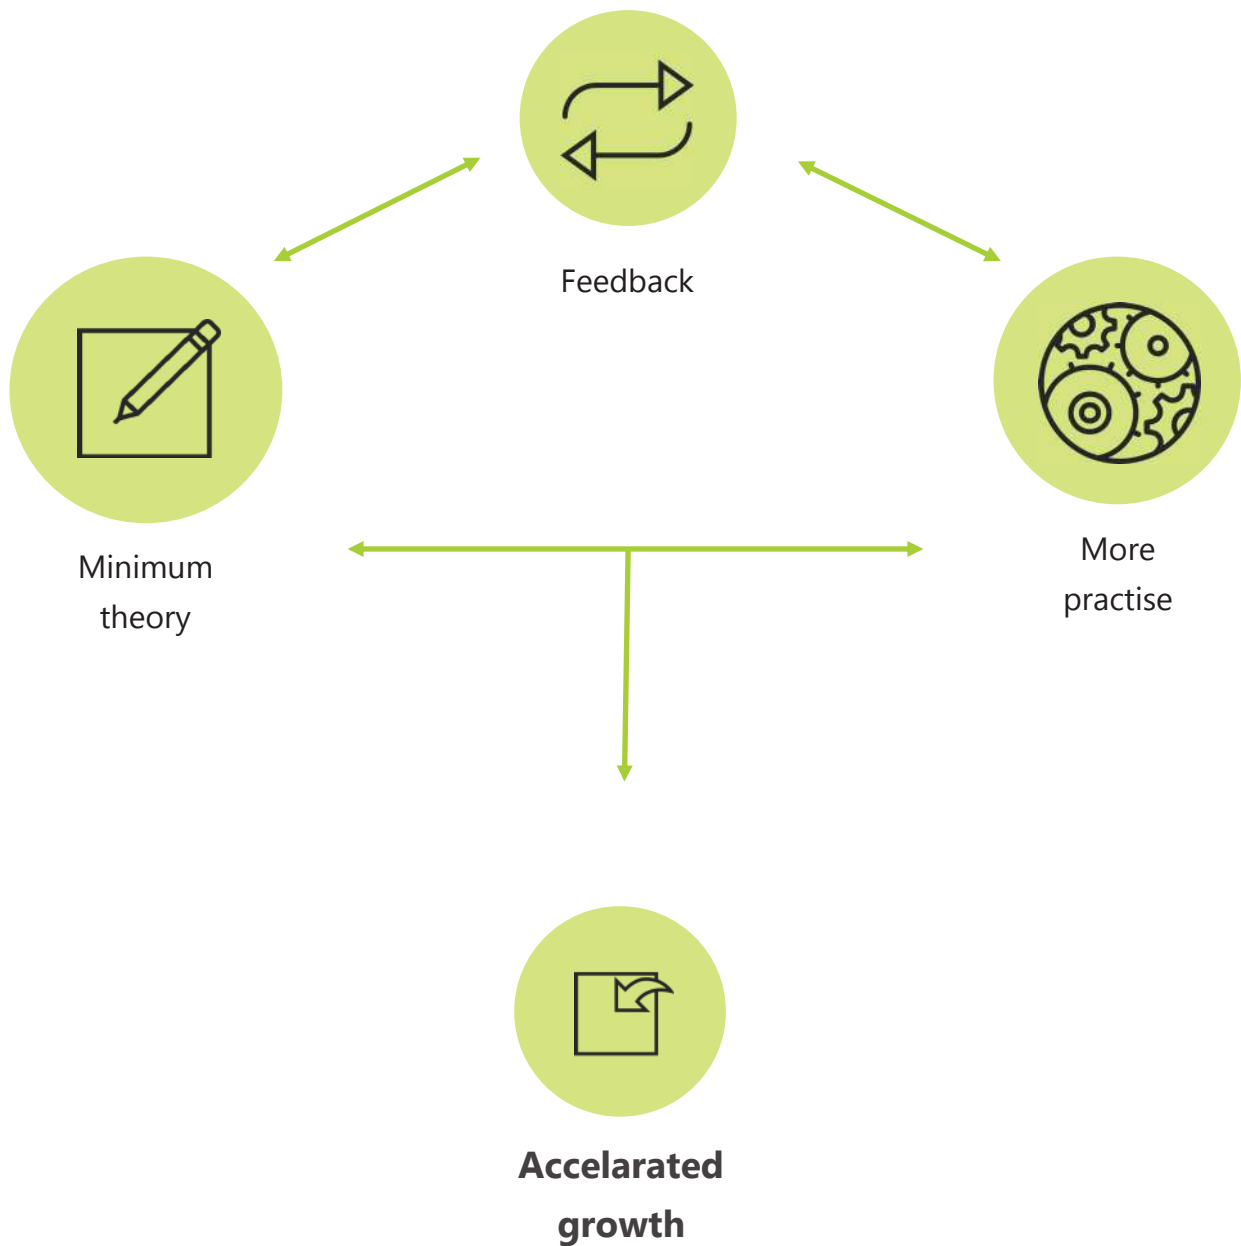 Feedback
Minimum
theory
More
practise
Accelarated
growth